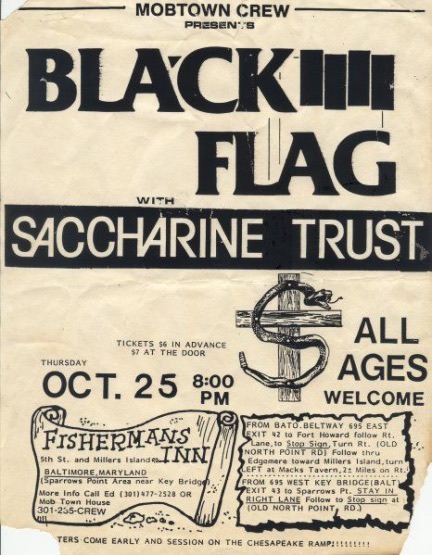 MOBTOWN CREW
PRESENTS
BLACK
FLAG
WITH
SACCHARINE TRUST
TICKETS $6 IN ADVANCE
$7 AT THE DOOR
ALL
AGES
WELCOME
THURSDAY
OCT. 25 8:00
PM
FISHERMANS
INN
5th St. and Millers Island
BALTIMORE, MARYLAND
(Sparrows Point Area near Key Bridge)
More Info Call Ed (301)477-2528 OR
Mob Town House
301-235-CREW
FROM BATO. BELTWAY 695 EAST
EXIT 42 to Fort Howard follow Rt.
Lane, to Stop Sign, Turn Rt. (OLD
NORTH POINT RD) Follow thru
Edgemere toward Millers Island, turn
LEFT at Macks Tavern, 2½ Miles on Rt.
FROM 695 WEST KEY BRIDGE(BALT)
EXIT 43 to Sparrows Pt. STAY IN
RIGHT LANE Follow to Stop sign at
(OLD NORTH POINT RD.)
TERS COME EARLY AND SESSION ON THE CHESAPEAKE RAMP!!!!!!!!